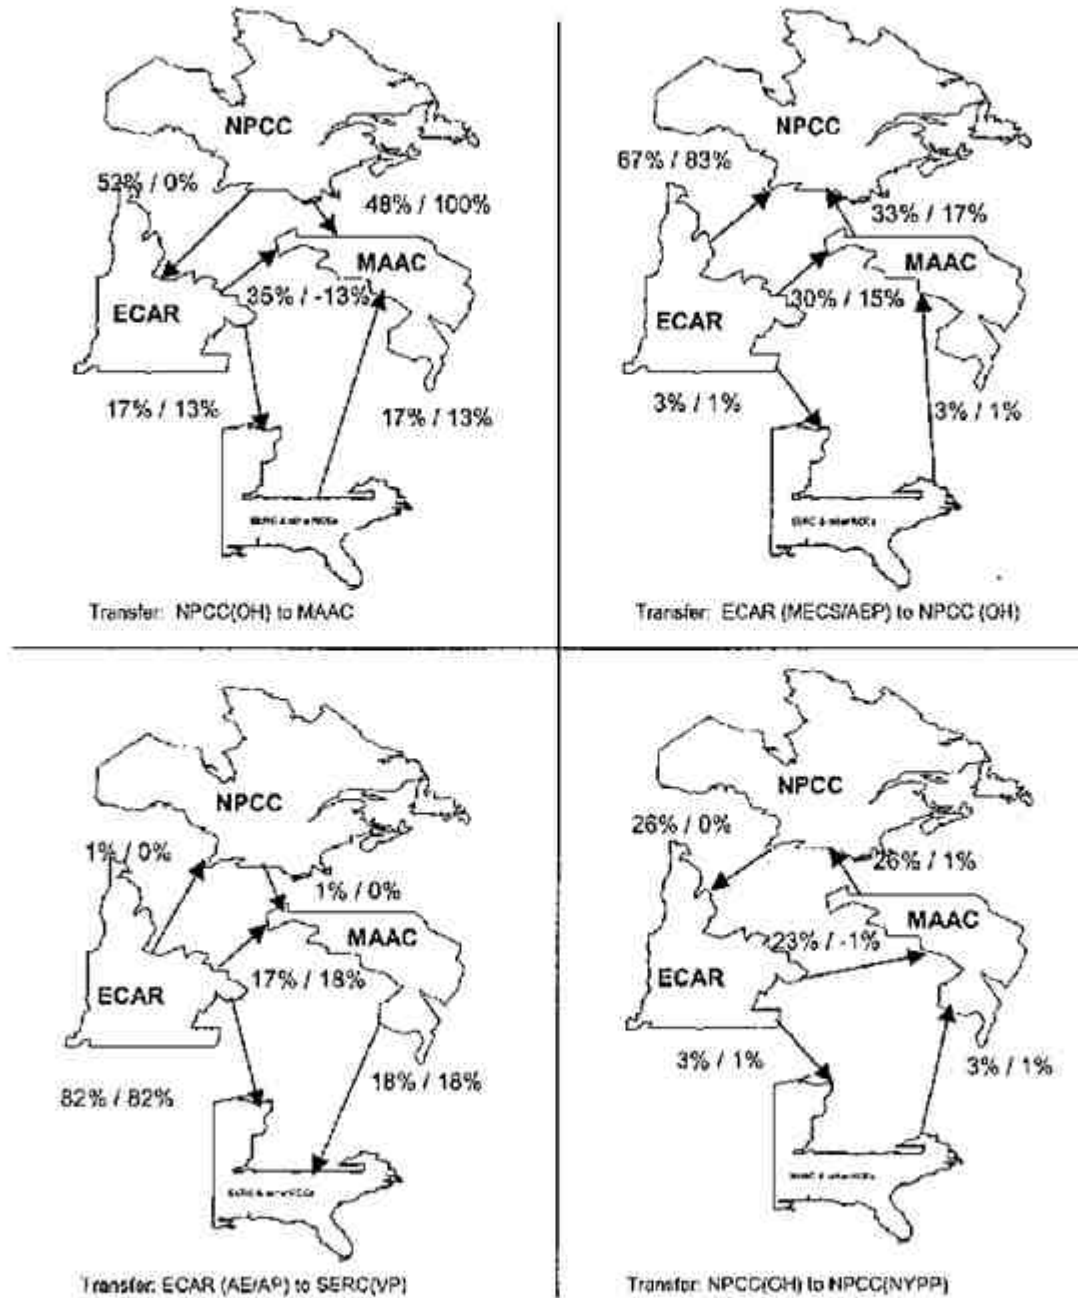 NPCC
53% / 0%
48% / 100%
MAAC
35% / -13%
ECAR
17% / 13%
17% / 13%
Transfer: NPCC(OH) to MAAC
NPCC
67% / 83%
33% / 17%
MAAC
30% / 15%
ECAR
3% / 1%
3% / 1%
Transfer: ECAR (MECS/AEP) to NPCC (OH)
NPCC
1% / 0%
1% / 0%
MAAC
17% / 18%
ECAR
18% / 18%
82% / 82%
Transfer: ECAR (AE/AP) to SERC(VP)
NPCC
26% / 0%
26% / 1%
MAAC
23% / -1%
ECAR
3% / 1%
3% / 1%
Transfer: NPCC(OH) to NPCC(NYPP)